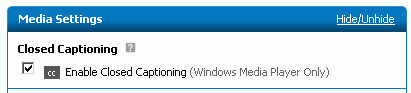 Media Settings Hide/Unhide
Closed Captioning ?
cc Enable Closed Captioning (Windows Media Player Only)